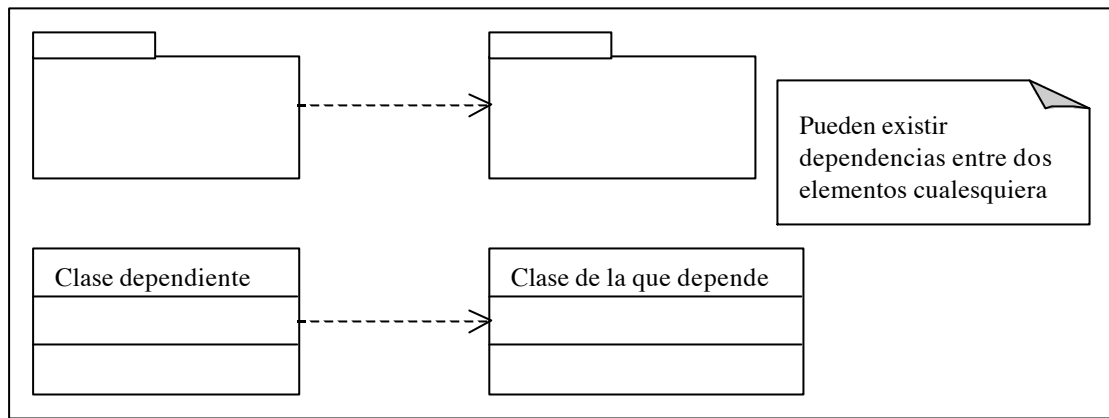 Pueden existir
dependencias entre dos
elementos cualesquiera
Clase dependiente
Clase de la que depende